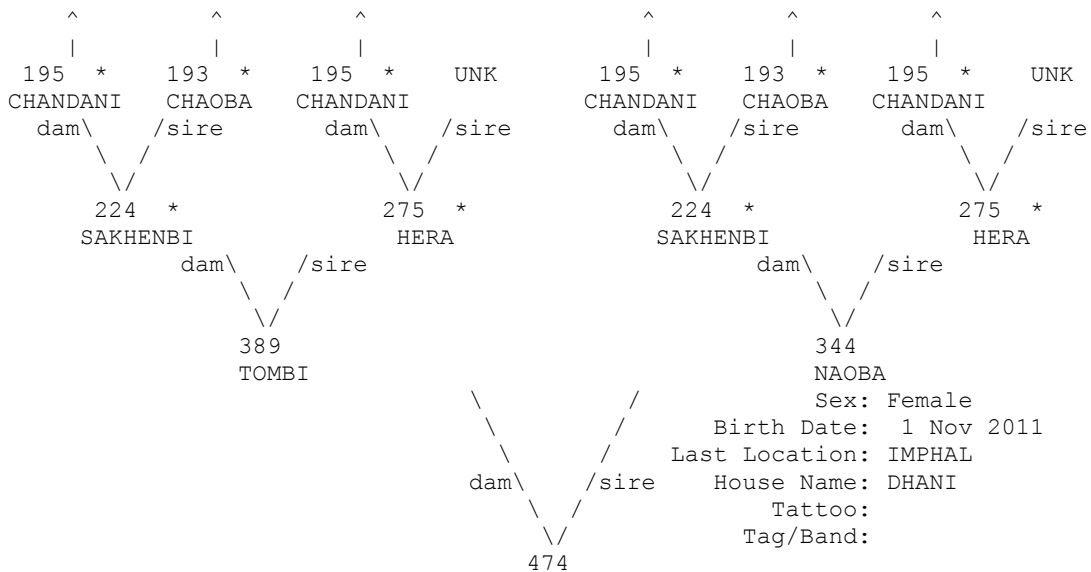 ^ ^ ^ ^ ^ ^
| | | | | |
195 * 193 * 195 * UNK 195 * 193 * 195 * UNK
CHANDANI CHAOBA CHANDANI CHANDANI CHAOBA CHANDANI
dam\ /sire dam\ /sire dam\ /sire dam\ /sire
\ / \ / \ / \ /
\/ \/ \/ \/
224 * 275 * 224 * 275 *
SAKHENBI HERA SAKHENBI HERA
dam\ /sire dam\ /sire
\ / \ /
\/ \/
389 344
TOMBI NAOBA
\ / Sex: Female
\ / Birth Date: 1 Nov 2011
\ / Last Location: IMPHAL
dam\ /sire House Name: DHANI
\ / Tattoo:
\/ Tag/Band:
474